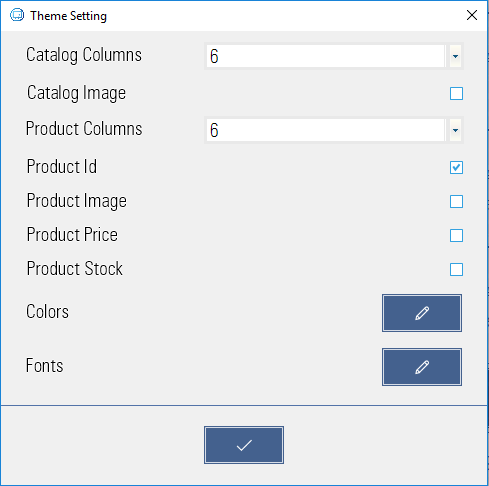 Theme Setting
Catalog Columns 6
Catalog Image
Product Columns 6
Product Id
Product Image
Product Price
Product Stock
Colors
Fonts